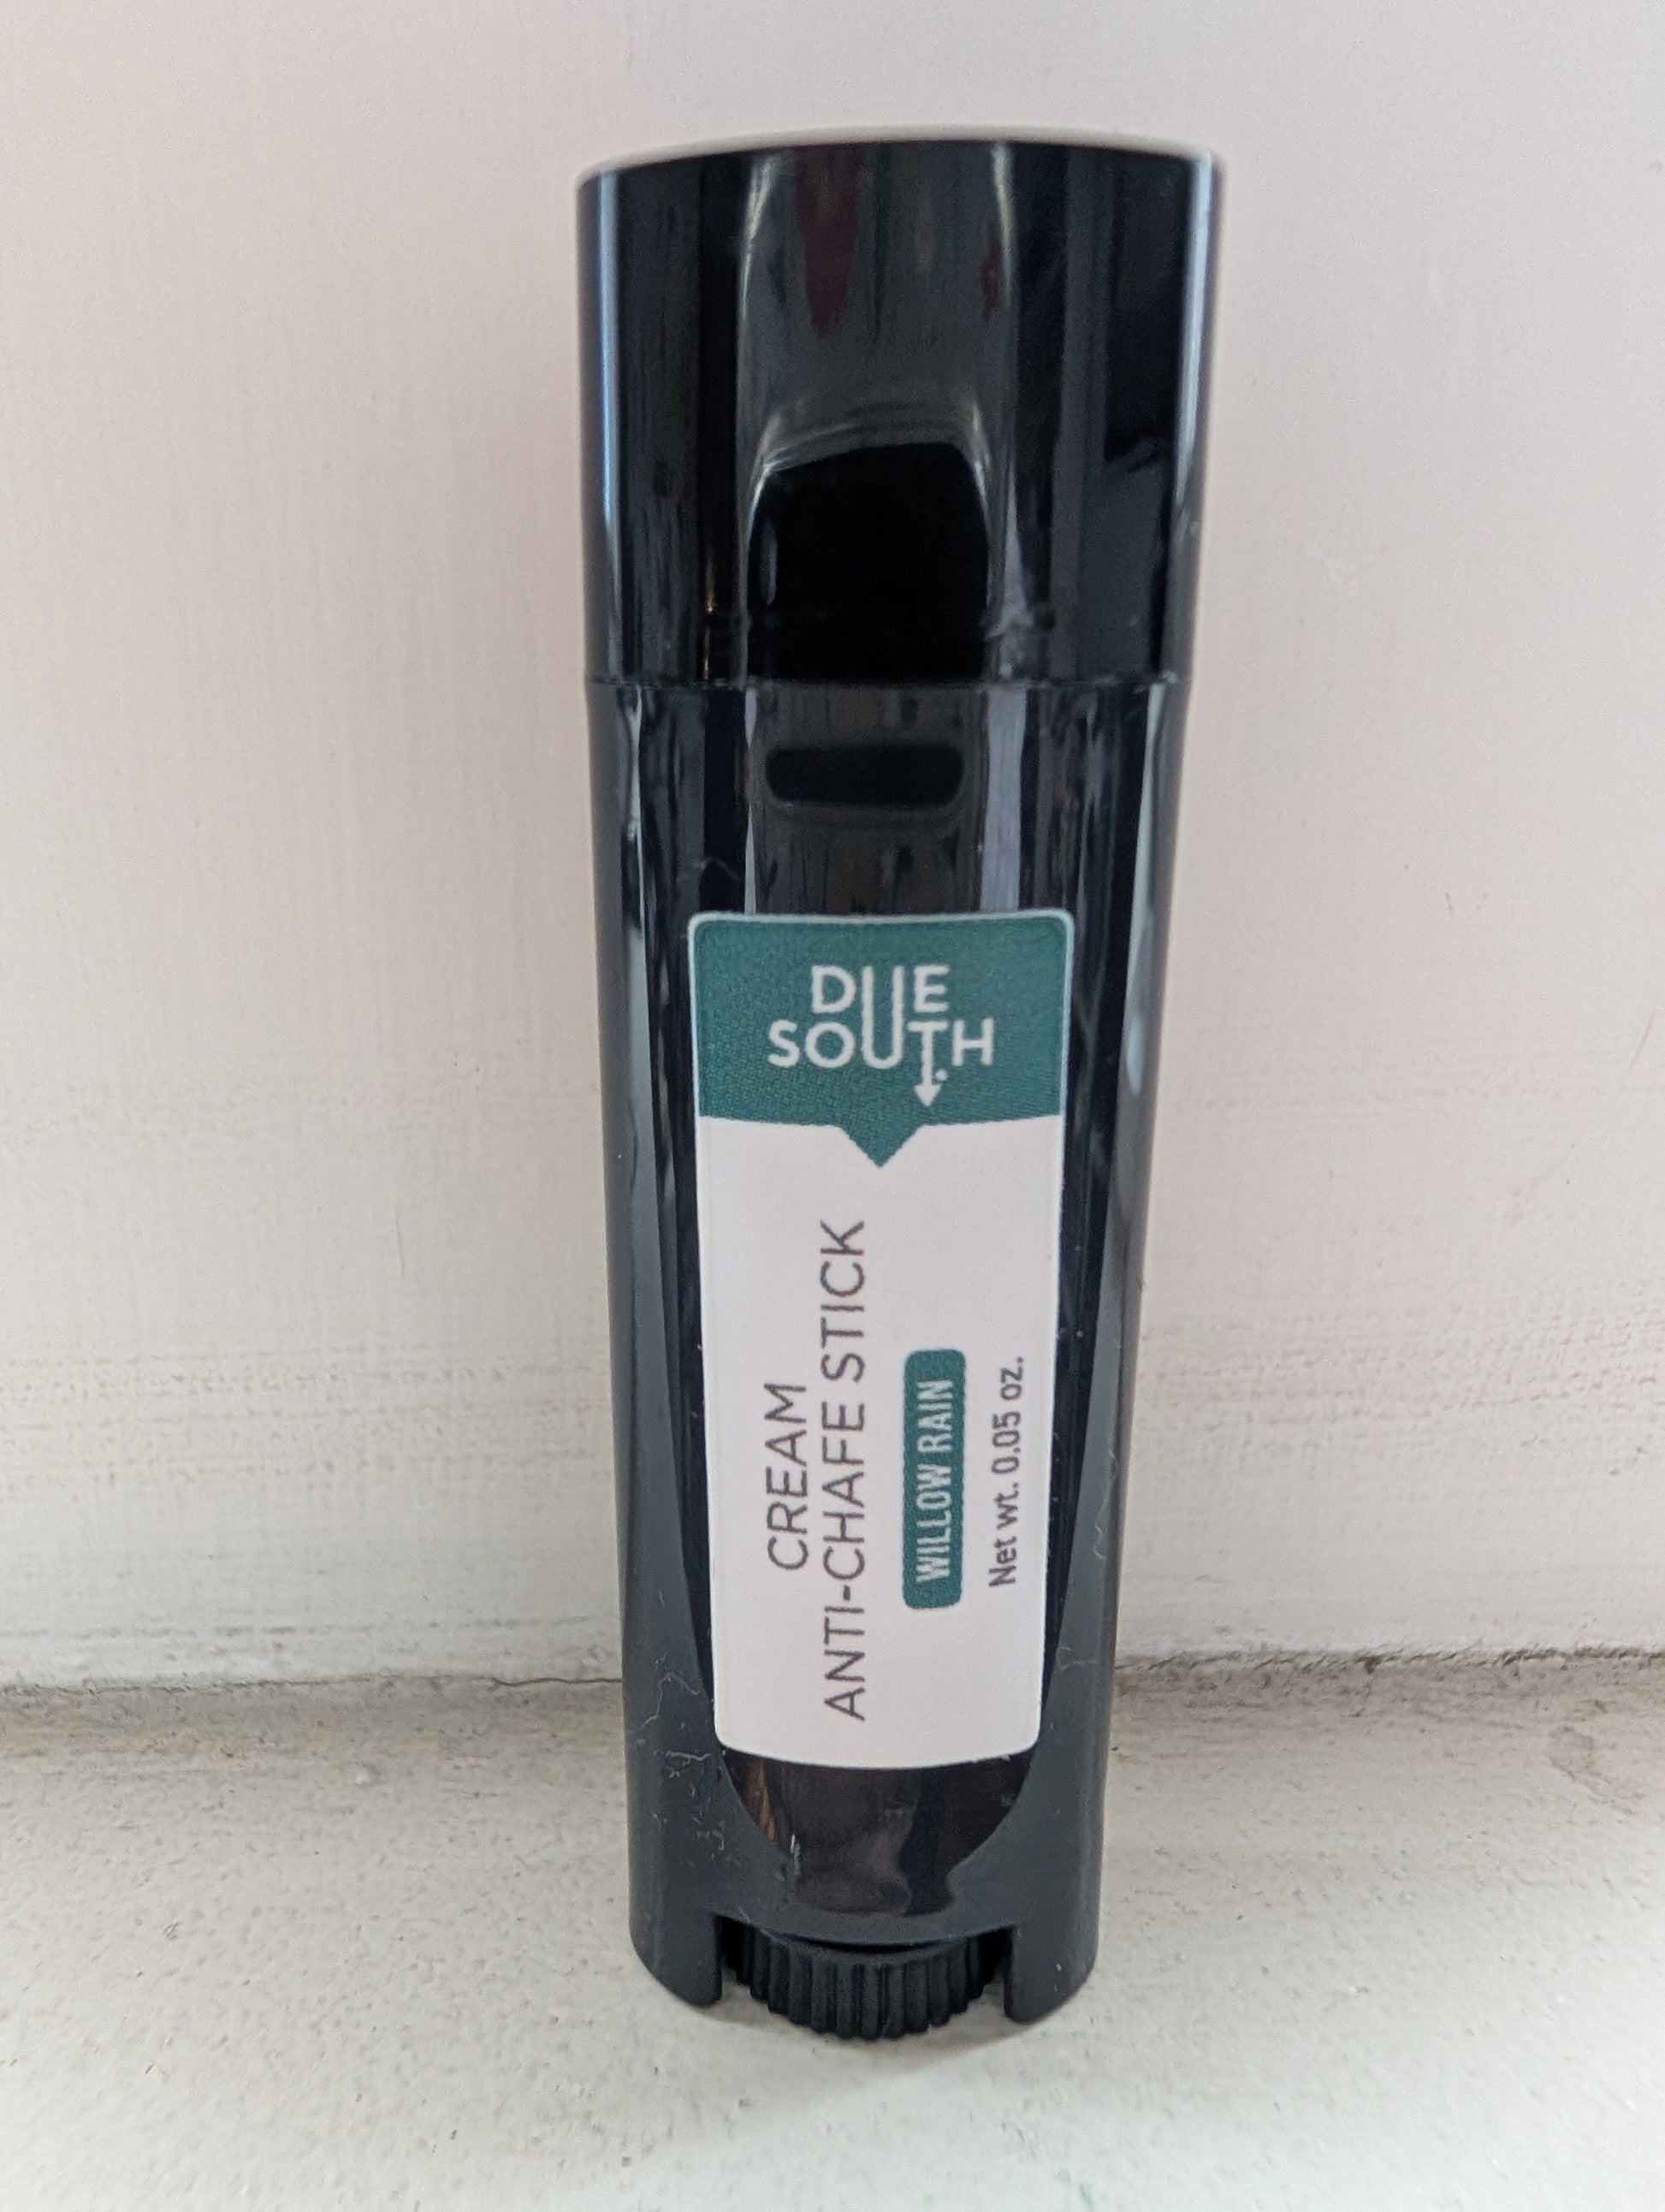 DUE
SOUTH
CREAM
ANTI-CHAFE STICK
WILLOW RAIN
Net wt. 0.05 oz.